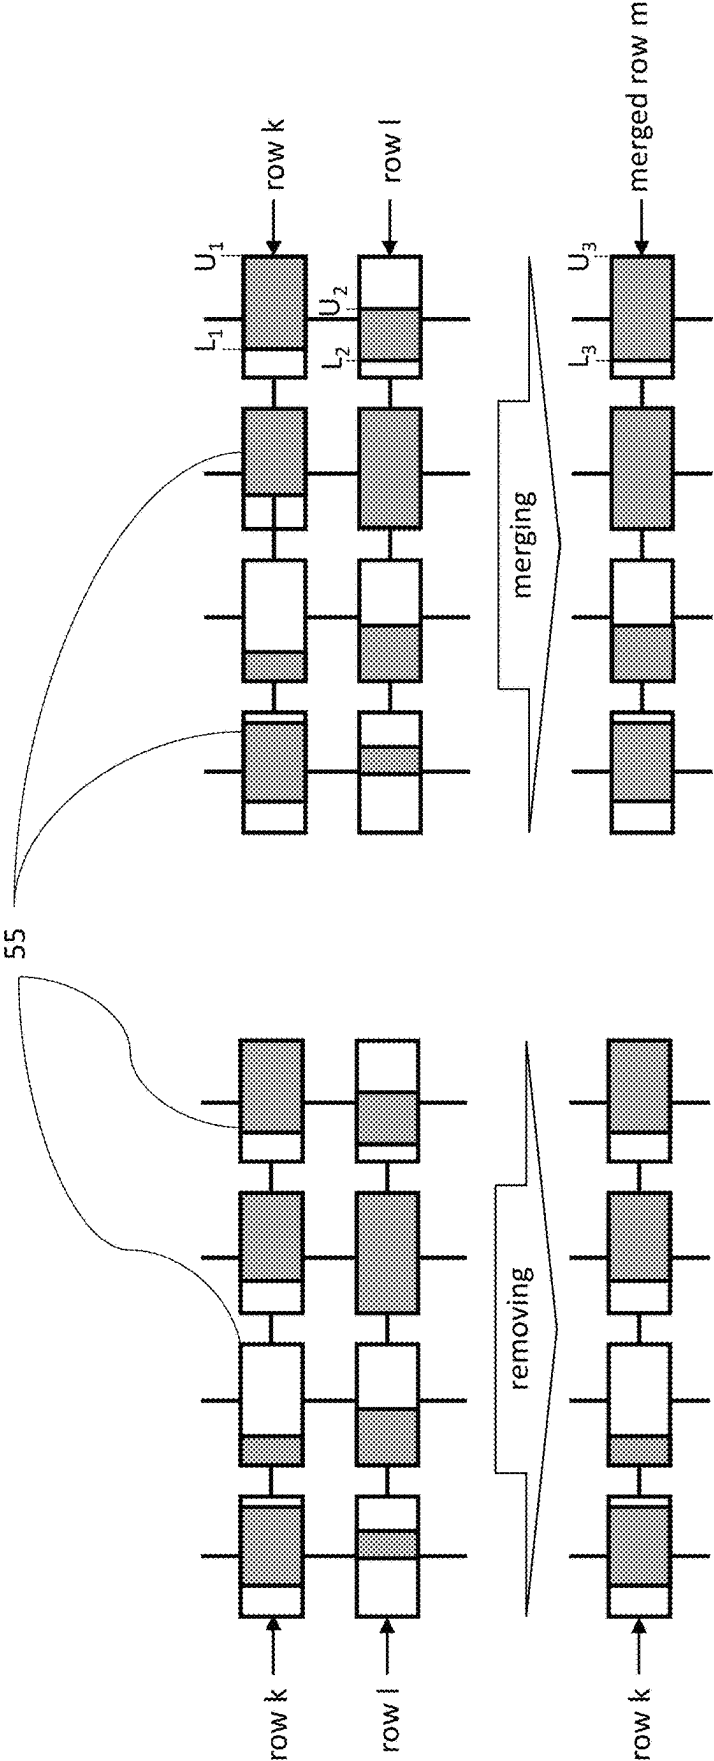 55
row k
row l
removing
row k
L1
U1
row k
L2
U2
row l
merging
L3
U3
merged row m